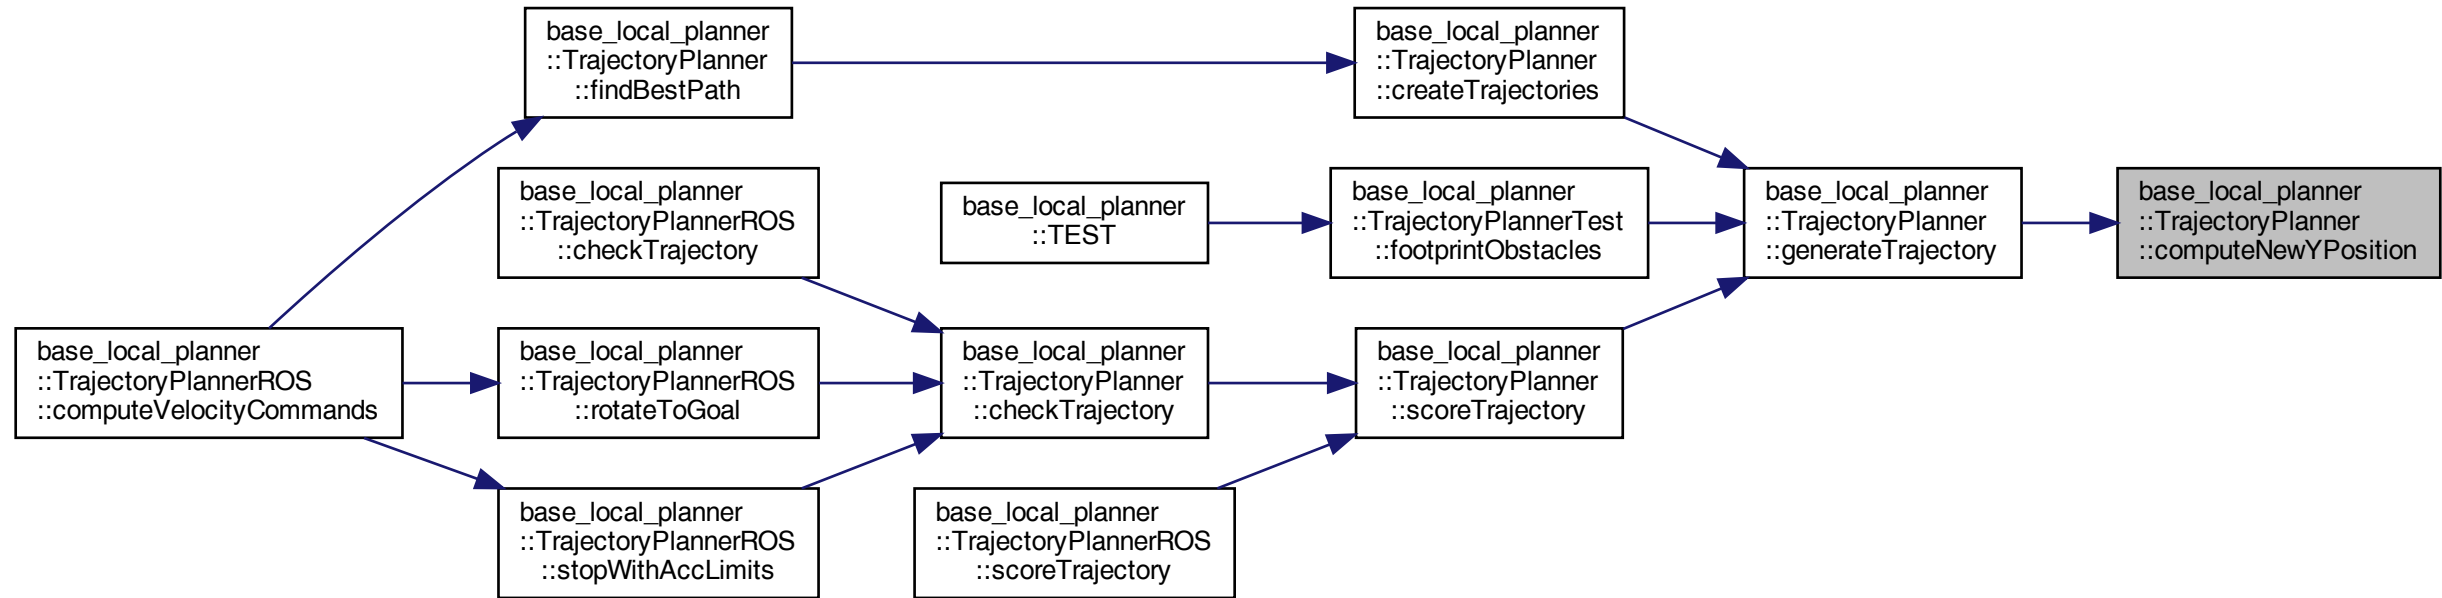 base_local_planner
::TrajectoryPlanner
::findBestPath
base_local_planner
::TrajectoryPlanner
::createTrajectories
base_local_planner
::TrajectoryPlannerROS
::checkTrajectory
base_local_planner
::TEST
base_local_planner
::TrajectoryPlannerTest
::footprintObstacles
base_local_planner
::TrajectoryPlanner
::generateTrajectory
base_local_planner
::TrajectoryPlanner
::computeNewYPosition
base_local_planner
::TrajectoryPlannerROS
::computeVelocityCommands
base_local_planner
::TrajectoryPlannerROS
::rotateToGoal
base_local_planner
::TrajectoryPlanner
::checkTrajectory
base_local_planner
::TrajectoryPlanner
::scoreTrajectory
base_local_planner
::TrajectoryPlannerROS
::stopWithAccLimits
base_local_planner
::TrajectoryPlannerROS
::scoreTrajectory